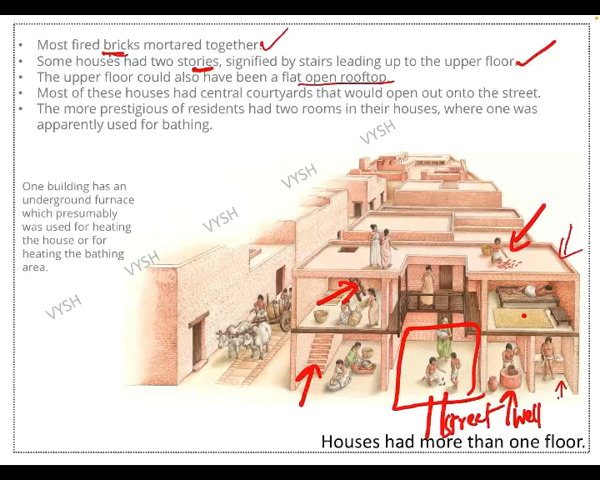 • Most fired bricks mortared together.
• Some houses had two stories, signified by stairs leading up to the upper floor.
• The upper floor could also have been a flat open rooftop.
• Most of these houses had central courtyards that would open out onto the street.
• The more prestigious of residents had two rooms in their houses, where one was
apparently used for bathing.
VYSH
VYSH
VYSH
VYSH
VYSH
One building has an
underground furnace
which presumably
was used for heating
the house or for
heating the bathing
area.
street well
Houses had more than one floor.